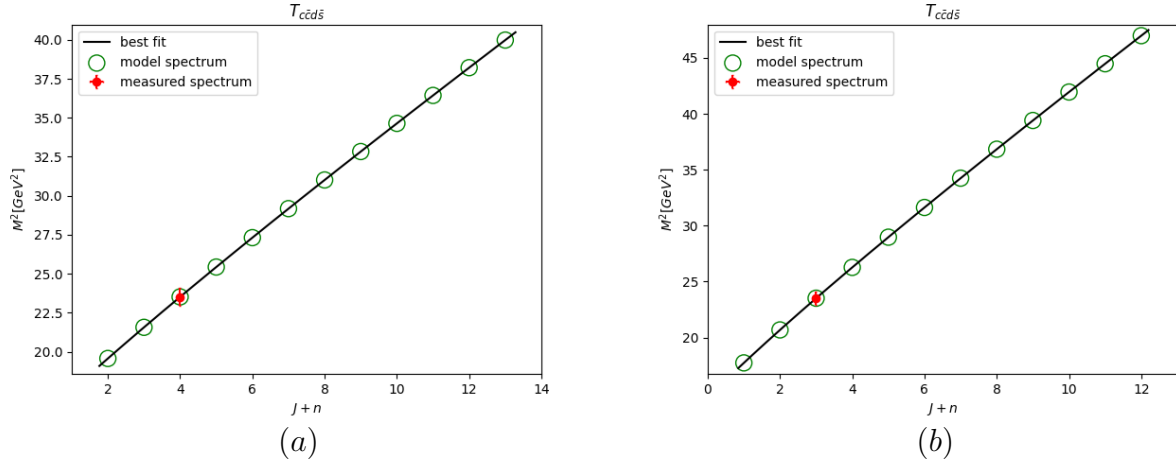 $T_{c\bar{c}d\bar{s}}$
best fit
model spectrum
measured spectrum
40.0
37.5
35.0
32.5
30.0
27.5
25.0
22.5
20.0
$M^2[GeV^2]$
2 4 6 8 10 12 14
$J + n$
(a)
$T_{c\bar{c}d\bar{s}}$
best fit
model spectrum
measured spectrum
45
40
35
30
25
20
$M^2[GeV^2]$
0 2 4 6 8 10 12
$J + n$
(b)